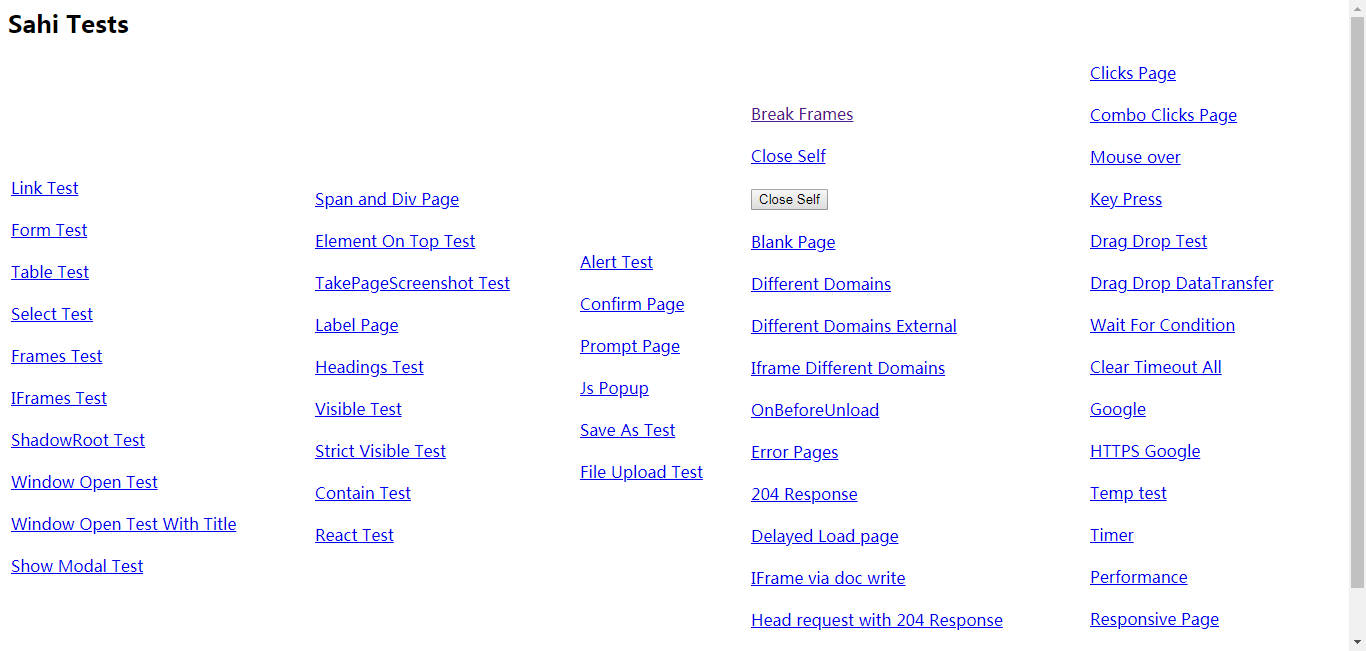 Sahi Tests
Link Test
Form Test
Table Test
Select Test
Frames Test
IFrames Test
ShadowRoot Test
Window Open Test
Window Open Test With Title
Show Modal Test
Span and Div Page
Element On Top Test
TakePageScreenshot Test
Label Page
Headings Test
Visible Test
Strict Visible Test
Contain Test
React Test
Alert Test
Confirm Page
Prompt Page
Js Popup
Save As Test
File Upload Test
Break Frames
Close Self
Close Self
Blank Page
Different Domains
Different Domains External
Iframe Different Domains
OnBeforeUnload
Error Pages
204 Response
Delayed Load page
IFrame via doc write
Head request with 204 Response
Clicks Page
Combo Clicks Page
Mouse over
Key Press
Drag Drop Test
Drag Drop DataTransfer
Wait For Condition
Clear Timeout All
Google
HTTPS Google
Temp test
Timer
Performance
Responsive Page